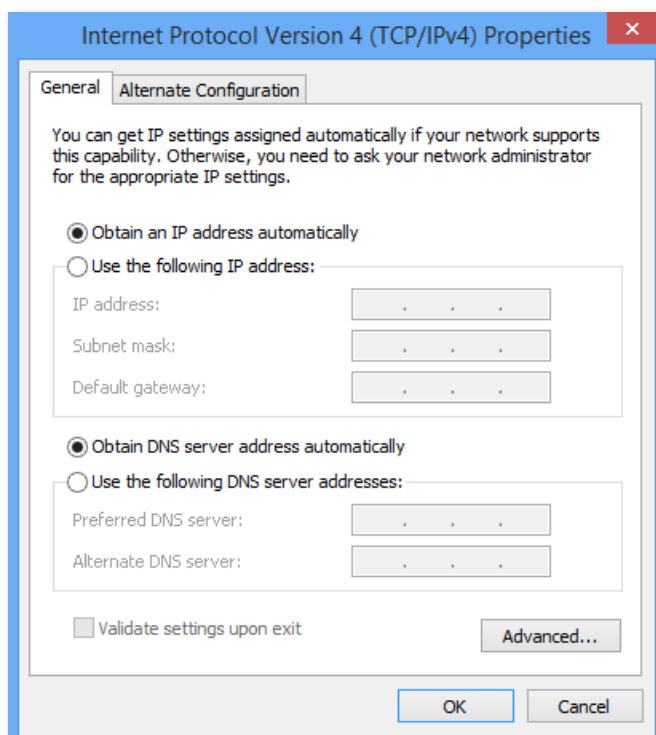 Internet Protocol Version 4 (TCP/IPv4) Properties
General
Alternate Configuration
You can get IP settings assigned automatically if your network supports
this capability. Otherwise, you need to ask your network administrator
for the appropriate IP settings.
Obtain an IP address automatically
Use the following IP address:
IP address:
Subnet mask:
Default gateway:
Obtain DNS server address automatically
Use the following DNS server addresses:
Preferred DNS server:
Alternate DNS server:
Validate settings upon exit
Advanced...
OK
Cancel